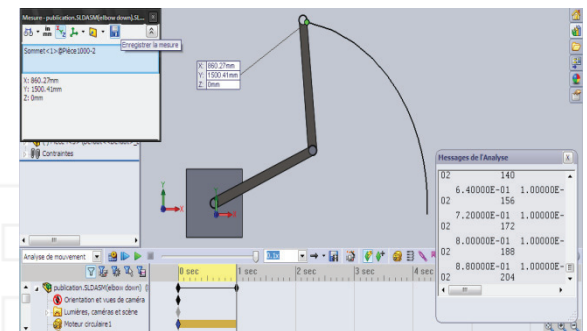 Mesure - publication.SLDASM(elbow down).SL...
Enregistrer la mesure
Sommet<1>@Pièce1000-2
X: 860.27mm
Y: 1500.41mm
Z: 0mm
X: 860.27mm
Y: 1500.41mm
Z: 0mm
Contraintes
Messages de l'Analyse
02 140
6.40000E-01 1.00000E-
02 156
7.20000E-01 1.00000E-
02 172
8.00000E-01 1.00000E-
02 188
8.80000E-01 1.00000E-
02 204
Analyse de mouvement
0 sec 1 sec 2 sec 3 sec 4 sec
publication.SLDASM(elbow down)
Orientation et vues de caméra
Lumières, caméras et scène
Moteur circulaire1